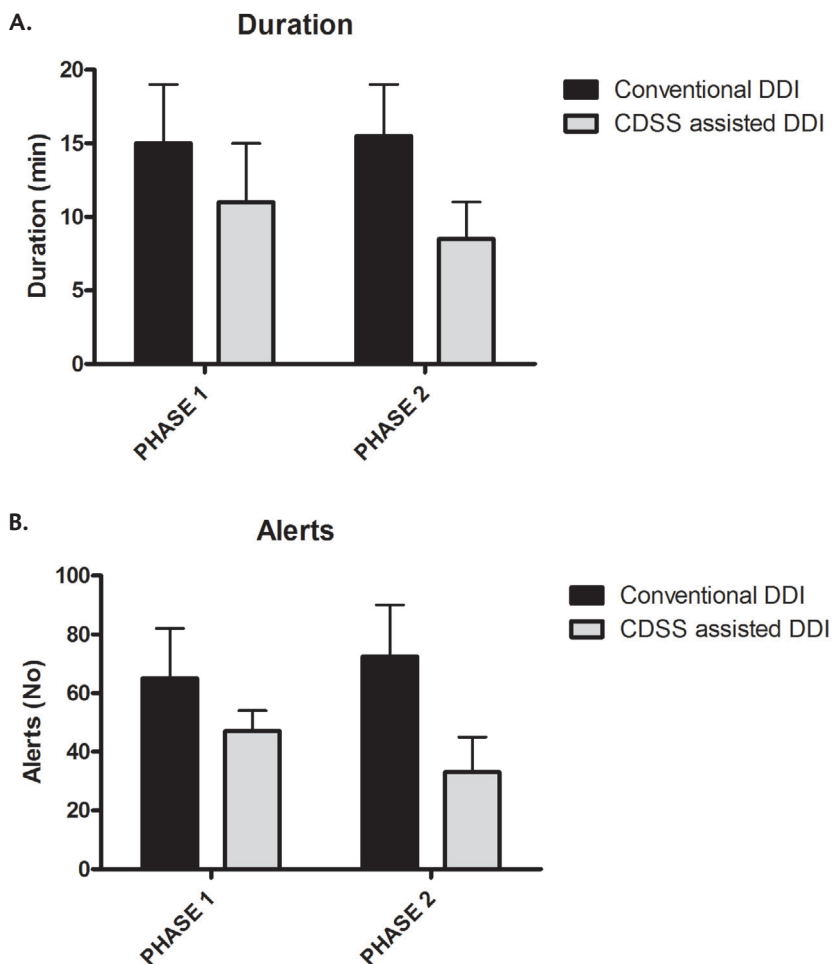 A.
Duration
20
15
10
5
0
Duration (min)
PHASE 1
PHASE 2
Conventional DDI
CDSS assisted DDI
B.
Alerts
100
80
60
40
20
0
Alerts (No)
PHASE 1
PHASE 2
Conventional DDI
CDSS assisted DDI